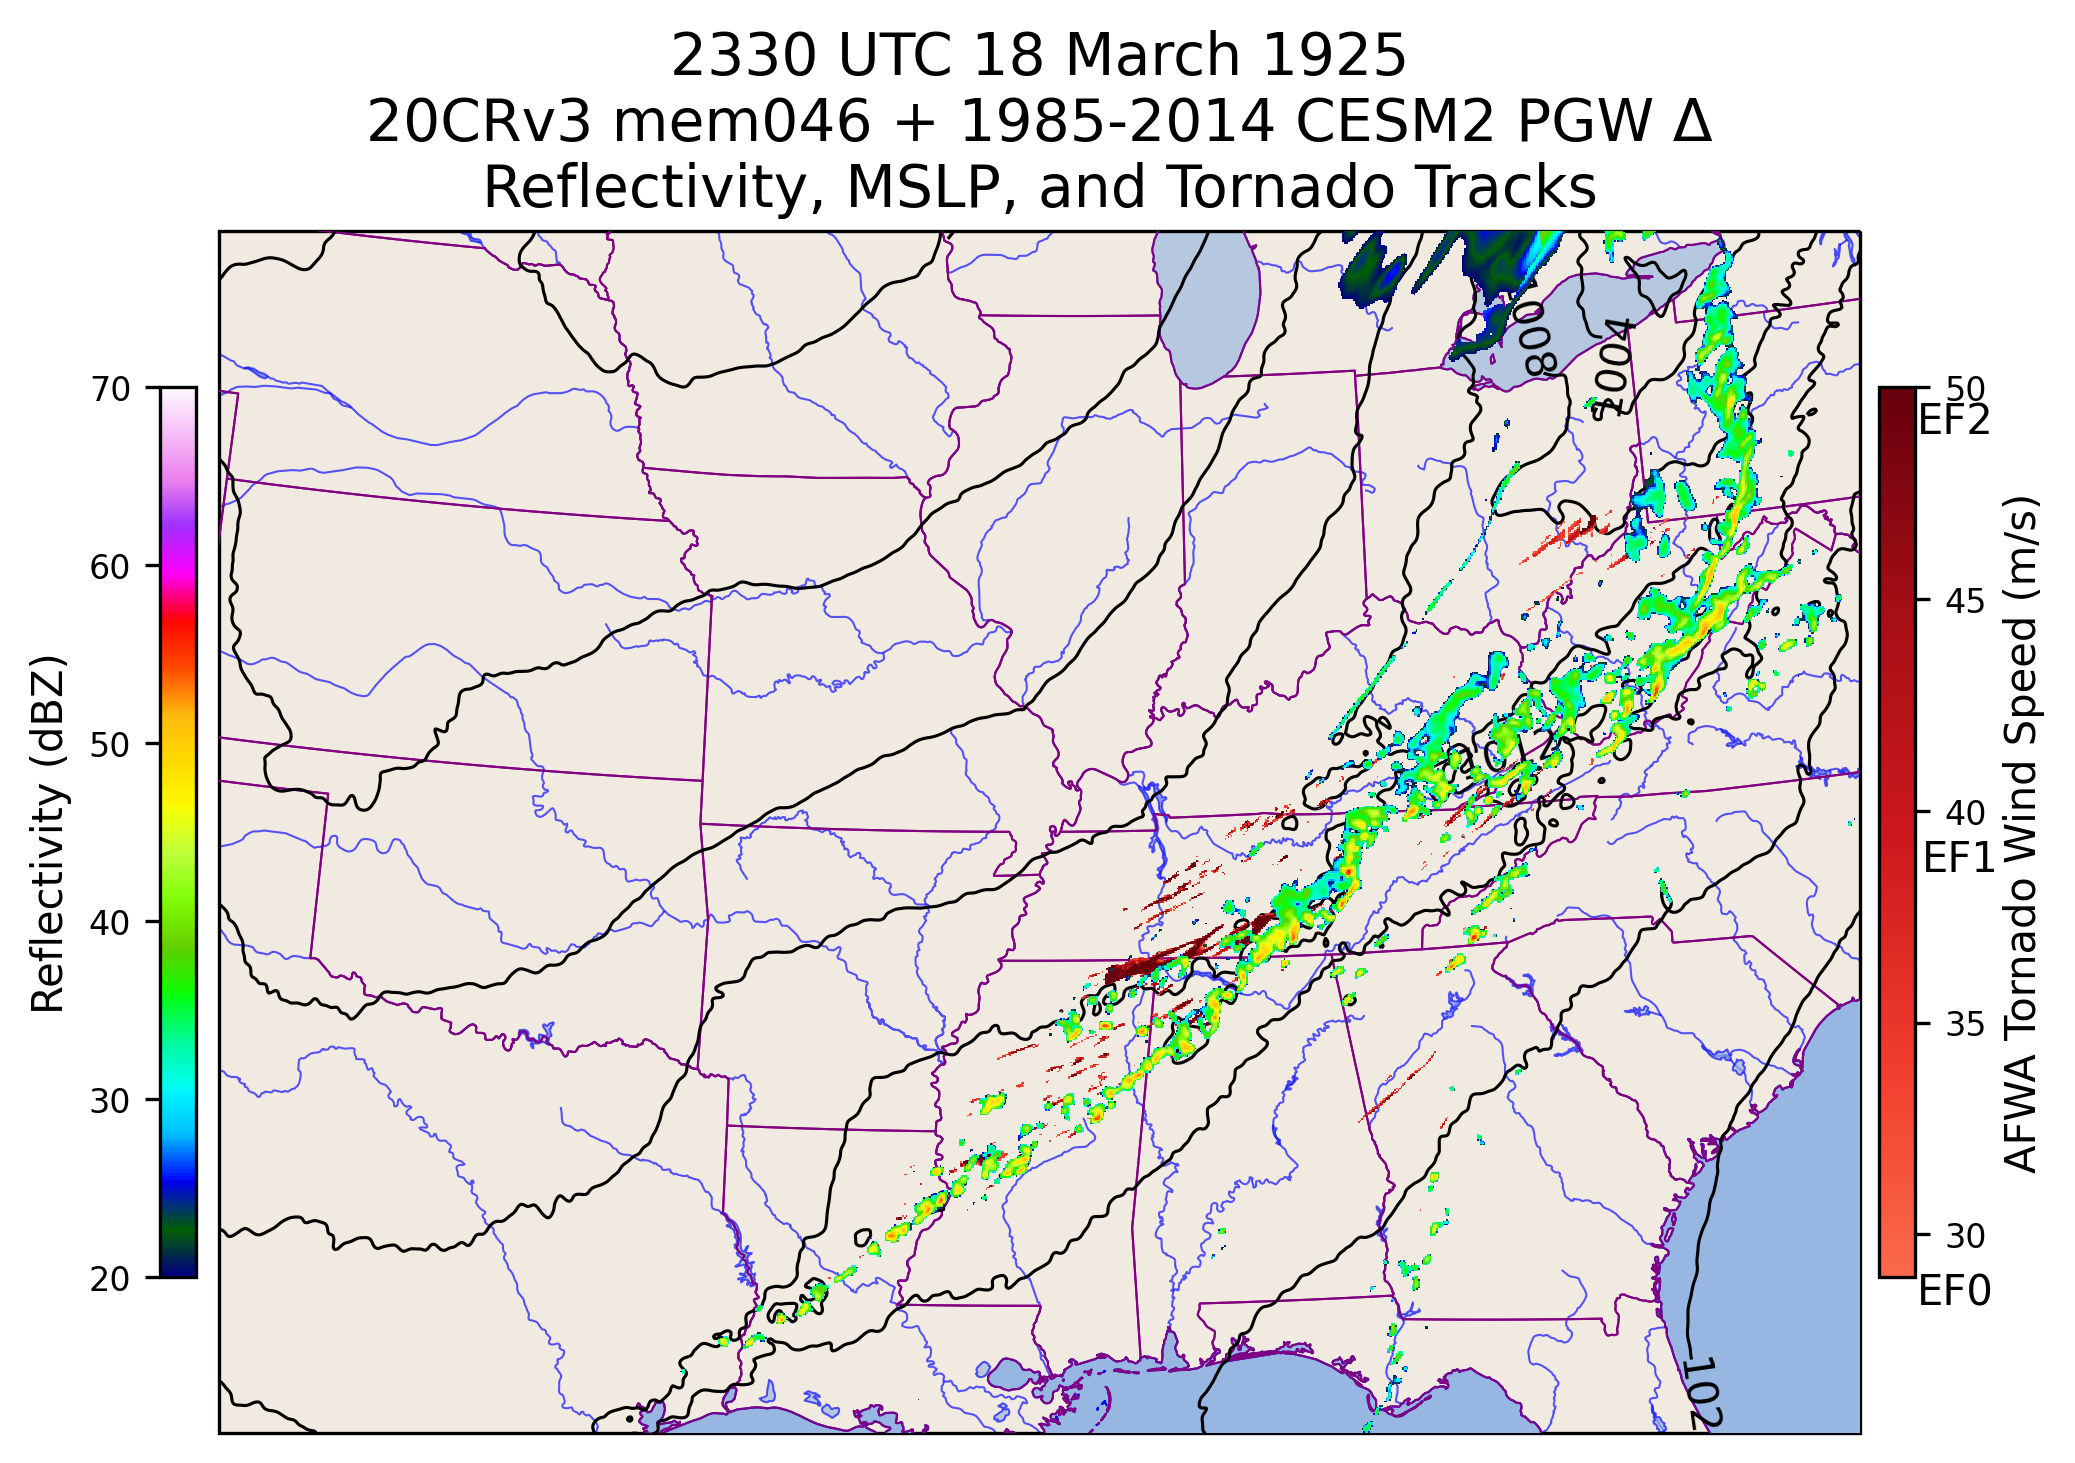 2330 UTC 18 March 1925
20CRv3 mem046 + 1985-2014 CESM2 PGW Δ
Reflectivity, MSLP, and Tornado Tracks
70
60
50
40
30
20
Reflectivity (dBZ)
1004
50
EF2
45
40
EF1
35
30
EF0
AFWA Tornado Wind Speed (m/s)
102